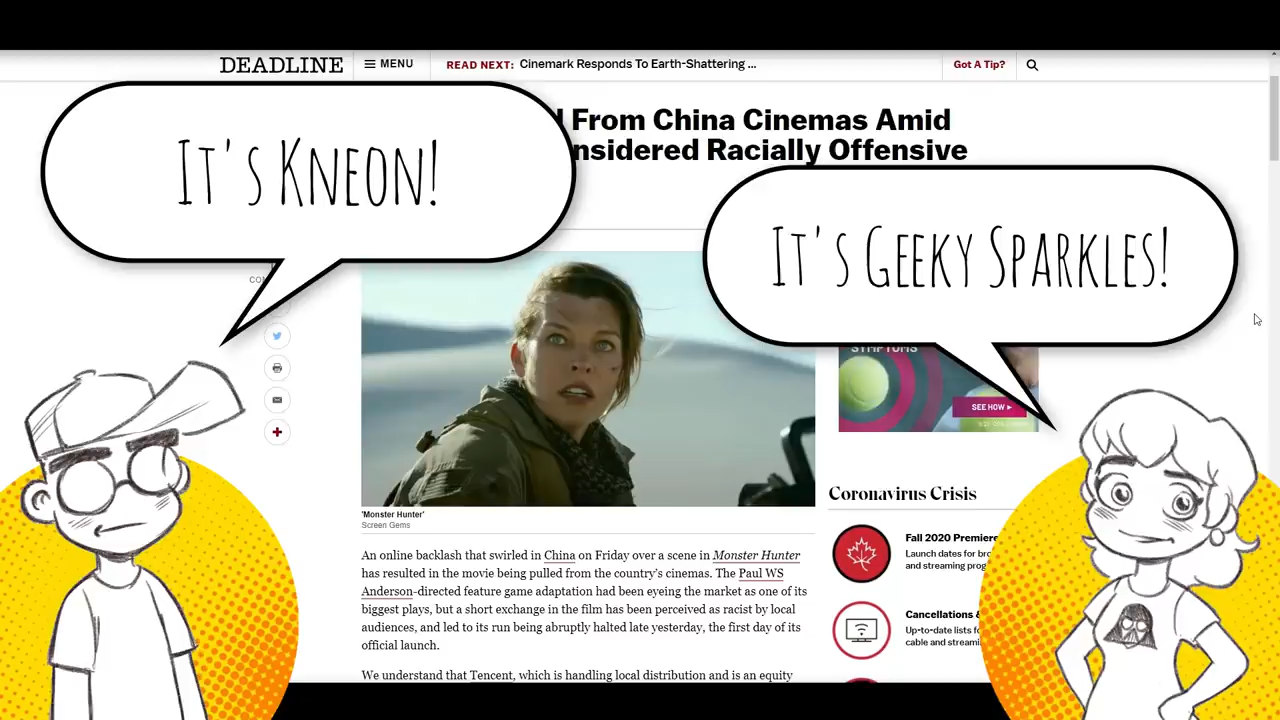 DEADLINE
MENU
READ NEXT: Cinemark Responds To Earth-Shattering ...
Got A Tip?
From China Cinemas Amid
Racially Offensive
It's Kneon!
It's Geeky Sparkles!
SYMPTOMS
SEE HOW ►
'Monster Hunter'
Screen Gems
An online backlash that swirled in China on Friday over a scene in Monster Hunter
has resulted in the movie being pulled from the country's cinemas. The Paul WS
Anderson-directed feature game adaptation had been eyeing the market as one of its
biggest plays, but a short exchange in the film has been perceived as racist by local
audiences, and led to its run being abruptly halted late yesterday, the first day of its
official launch.
We understand that Tencent, which is handling local distribution and is an equity
Coronavirus Crisis
Fall 2020 Premiere
Launch dates for
and streaming
Cancellations &
Up-to-date lists
cable and